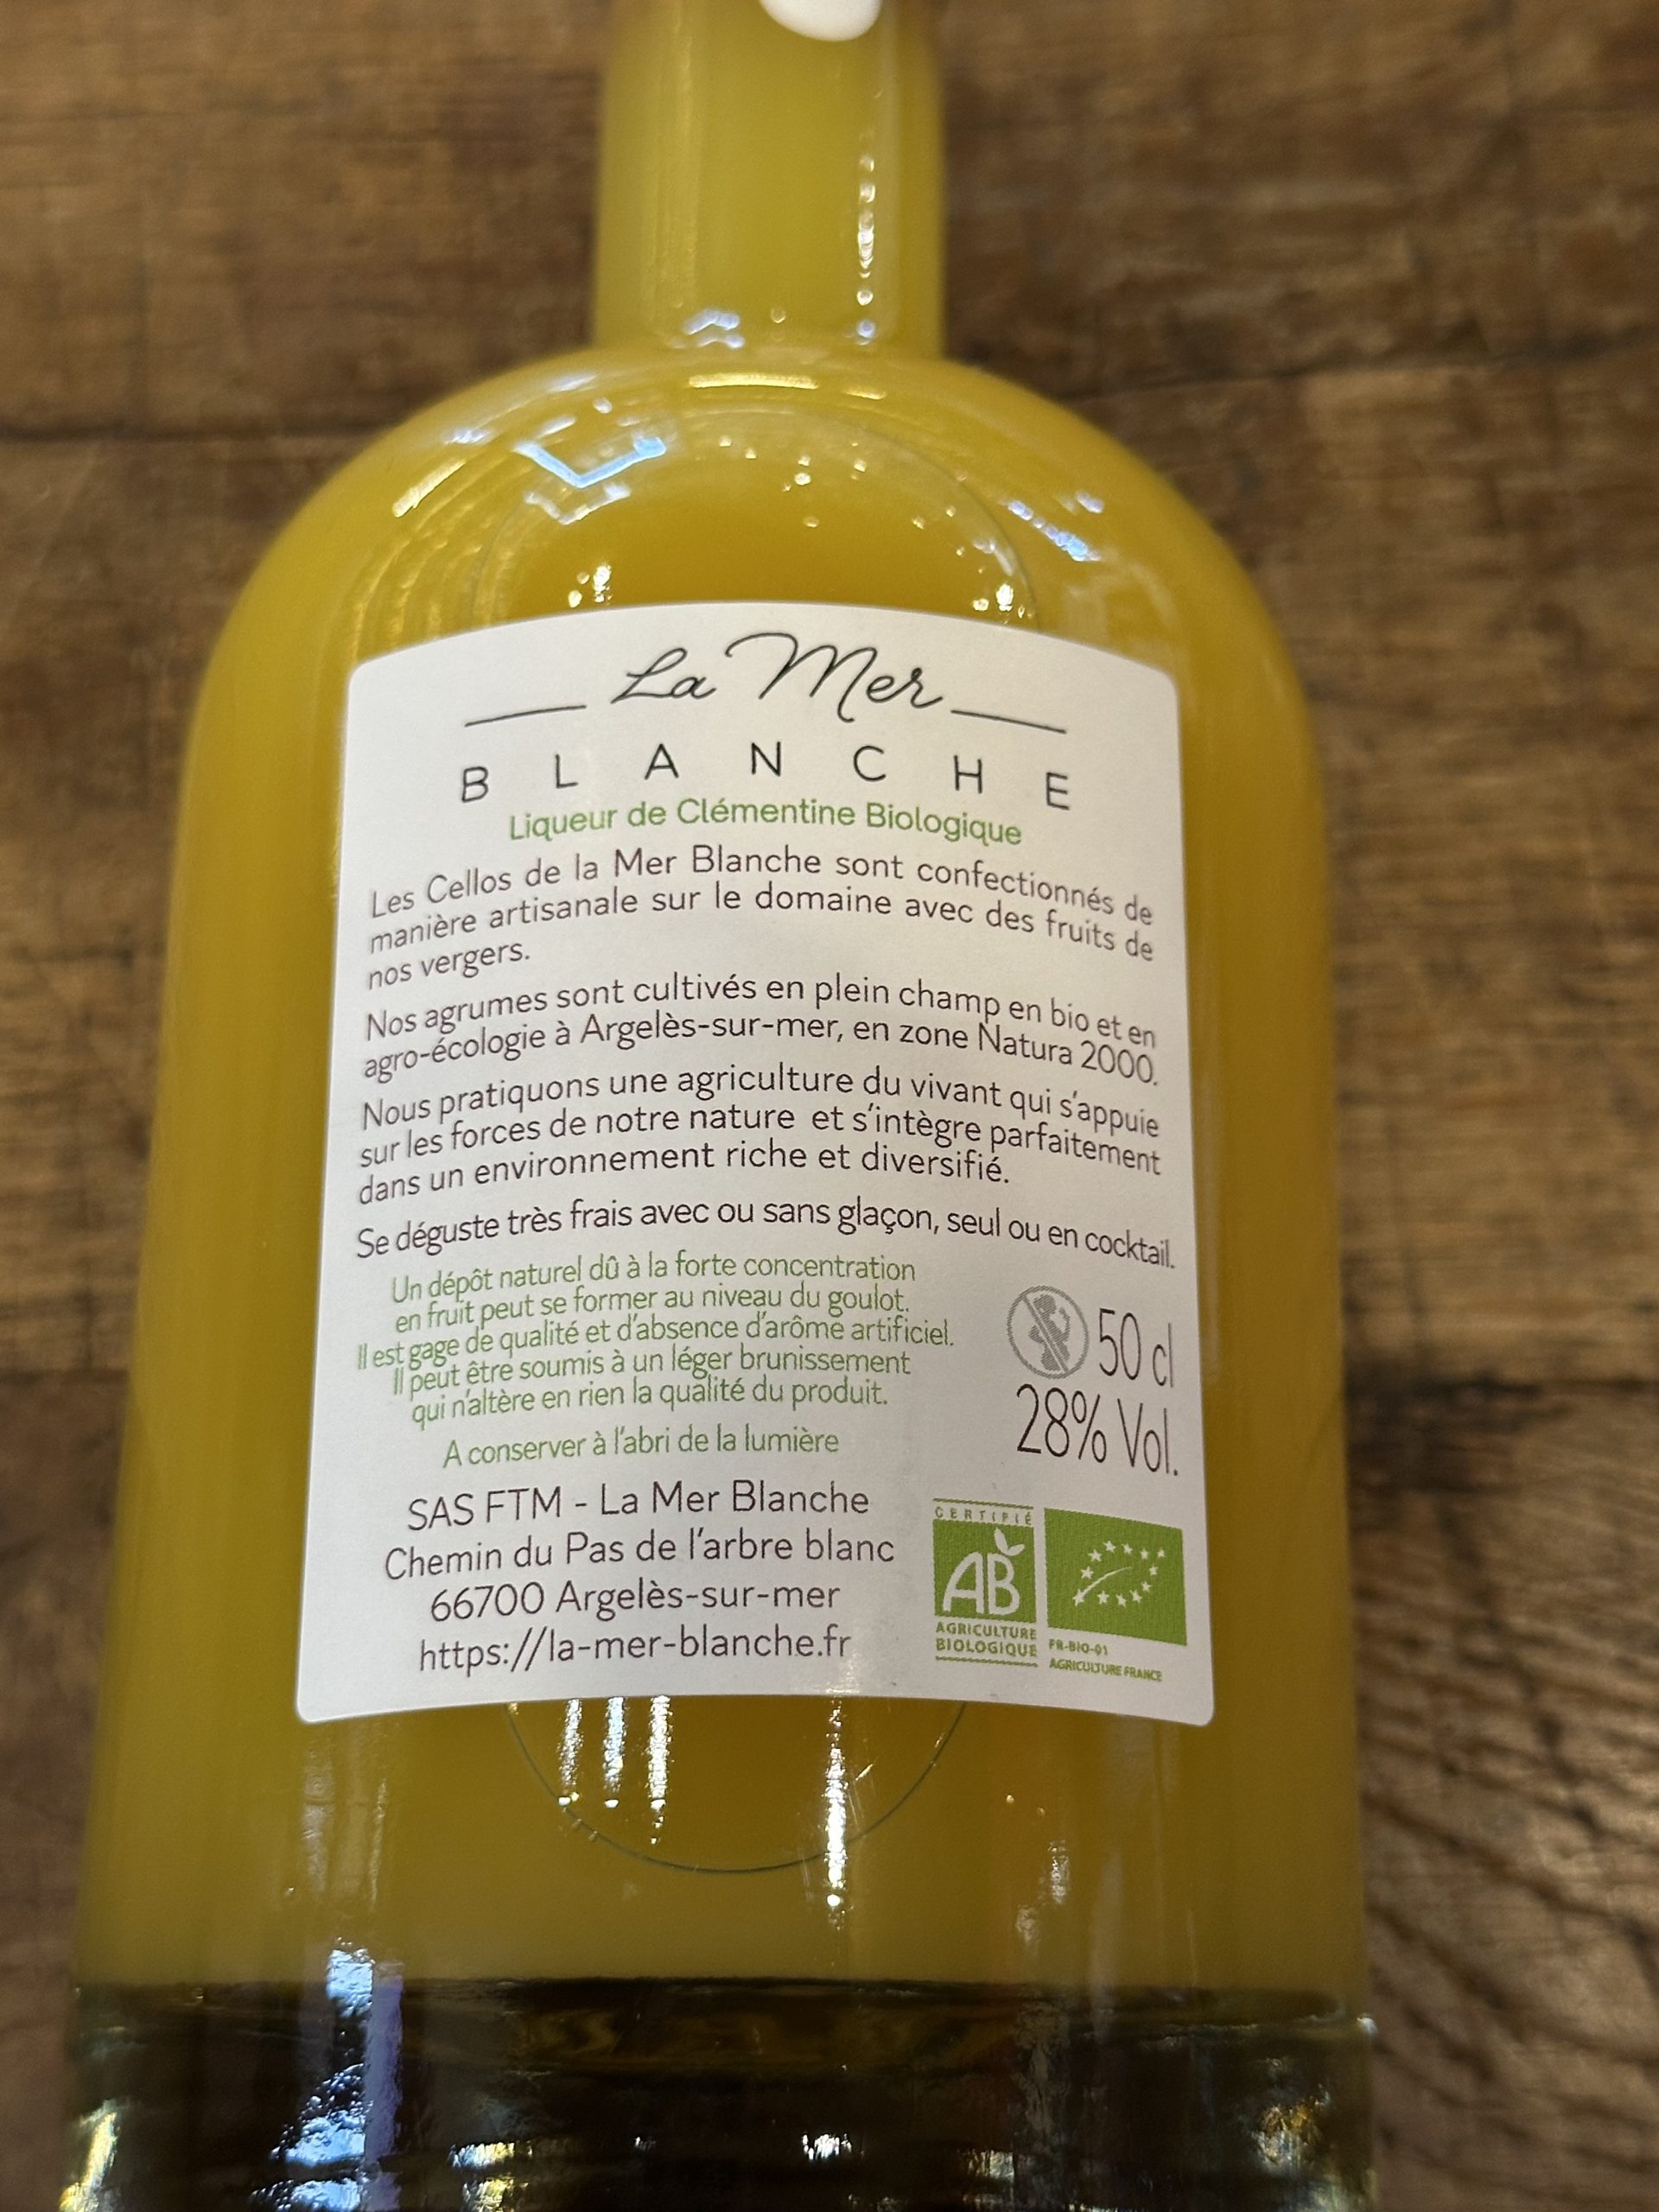 La Mer
BLANCHE
Liqueur de Clémentine Biologique
Les Cellos de la Mer Blanche sont confectionnés de
manière artisanale sur le domaine avec des fruits de
nos vergers.
Nos agrumes sont cultivés en plein champ en bio et en
agro-écologie à Argelès-sur-mer, en zone Natura 2000.
Nous pratiquons une agriculture du vivant qui s'appuie
sur les forces de notre nature et s'intègre parfaitement
dans un environnement riche et diversifié.
Se déguste très frais avec ou sans glaçon, seul ou en cocktail.
Un dépôt naturel dû à la forte concentration
en fruit peut se former au niveau du goulot.
Il est gage de qualité et d'absence d'arôme artificiel.
Il peut être soumis à un léger brunissement
qui n'altère en rien la qualité du produit.
A conserver à l'abri de la lumière
50 cl
28% Vol.
SAS FTM - La Mer Blanche
Chemin du Pas de l'arbre blanc
66700 Argelès-sur-mer
https://la-mer-blanche.fr
CERTIFIÉ
AB
AGRICULTURE
BIOLOGIQUE
FR-BIO-01
AGRICULTURE FRANCE